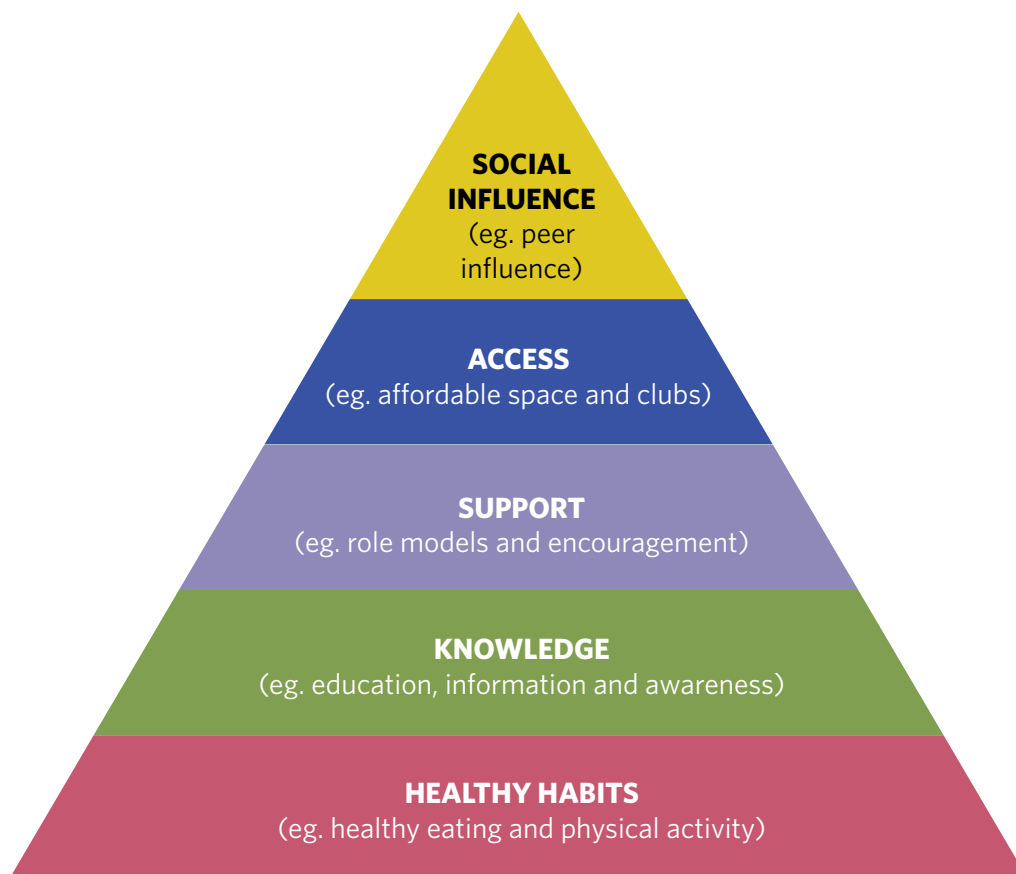 SOCIAL
INFLUENCE
(eg. peer
influence)
ACCESS
(eg. affordable space and clubs)
SUPPORT
(eg. role models and encouragement)
KNOWLEDGE
(eg. education, information and awareness)
HEALTHY HABITS
(eg. healthy eating and physical activity)